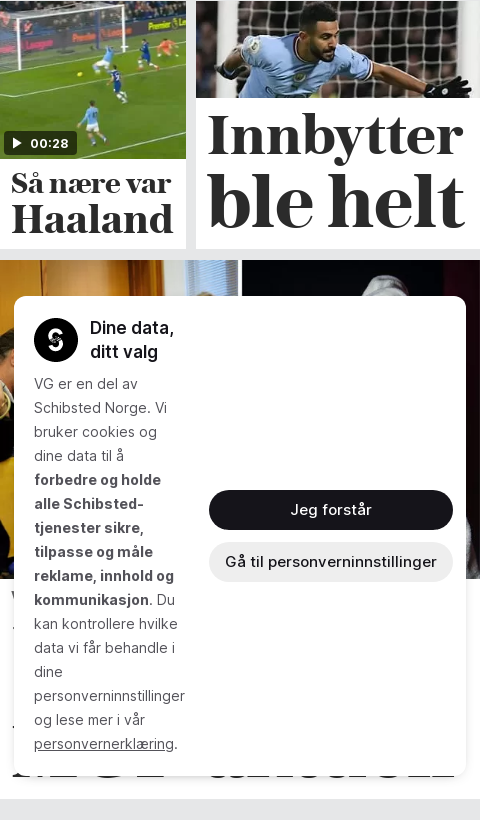 Premier League
00:28
Så nære var
Haaland
Innbytter
ble helt
Dine data,
ditt valg
VG er en del av
Schibsted Norge. Vi
bruker cookies og
dine data til å
forbedre og holde
alle Schibsted-
tjenester sikre,
tilpasse og måle
reklame, innhold og
kommunikasjon. Du
kan kontrollere hvilke
data vi får behandle i
dine
personverninnstillinger
og lese mer i vår
personvernerklæring.
Jeg forstår
Gå til personverninnstillinger